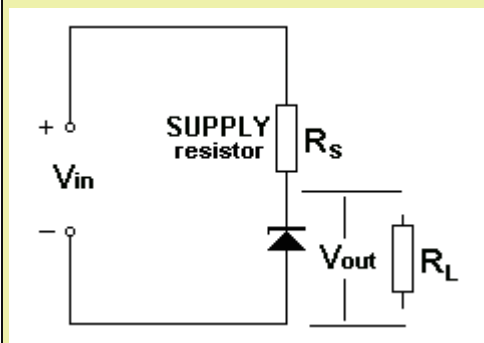 SUPPLY
resistor
RS
+
Vin
−
Vout
RL